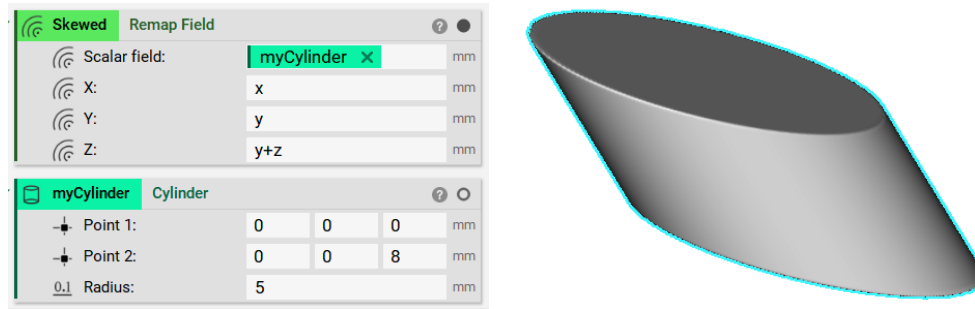 Skewed Remap Field ?
Scalar field: myCylinder × mm
X: x mm
Y: y mm
Z: y+z mm
myCylinder Cylinder ?
Point 1: 0 0 0 mm
Point 2: 0 0 8 mm
0.1 Radius: 5 mm